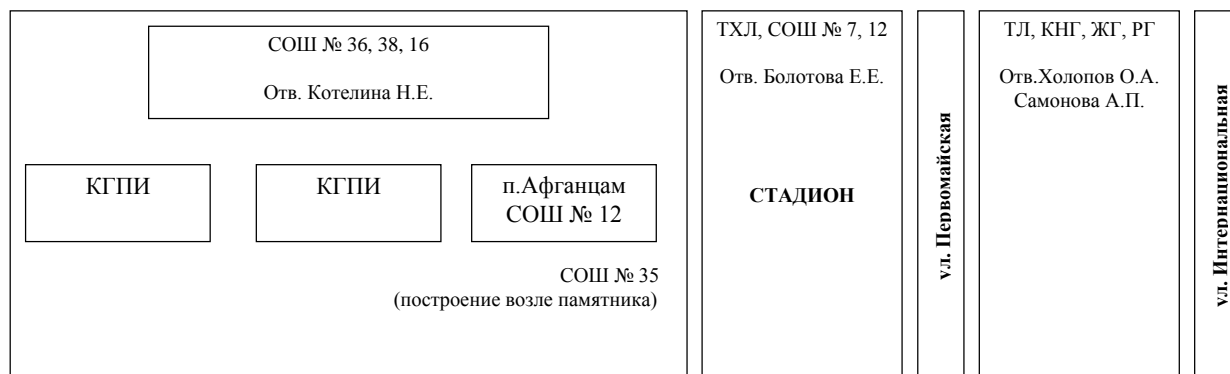 СОШ № 36, 38, 16
Отв. Котелина Н.Е.
КГПИ
КГПИ
п.Афганцам
СОШ № 12
СОШ № 35
(построение возле памятника)
ТХЛ, СОШ № 7, 12
Отв. Болотова Е.Е.
СТАДИОН
ул. Первомайская
ТЛ, КНГ, ЖГ, РГ
Отв.Холопов О.А.
Самонова А.П.
ул. Интернациональная